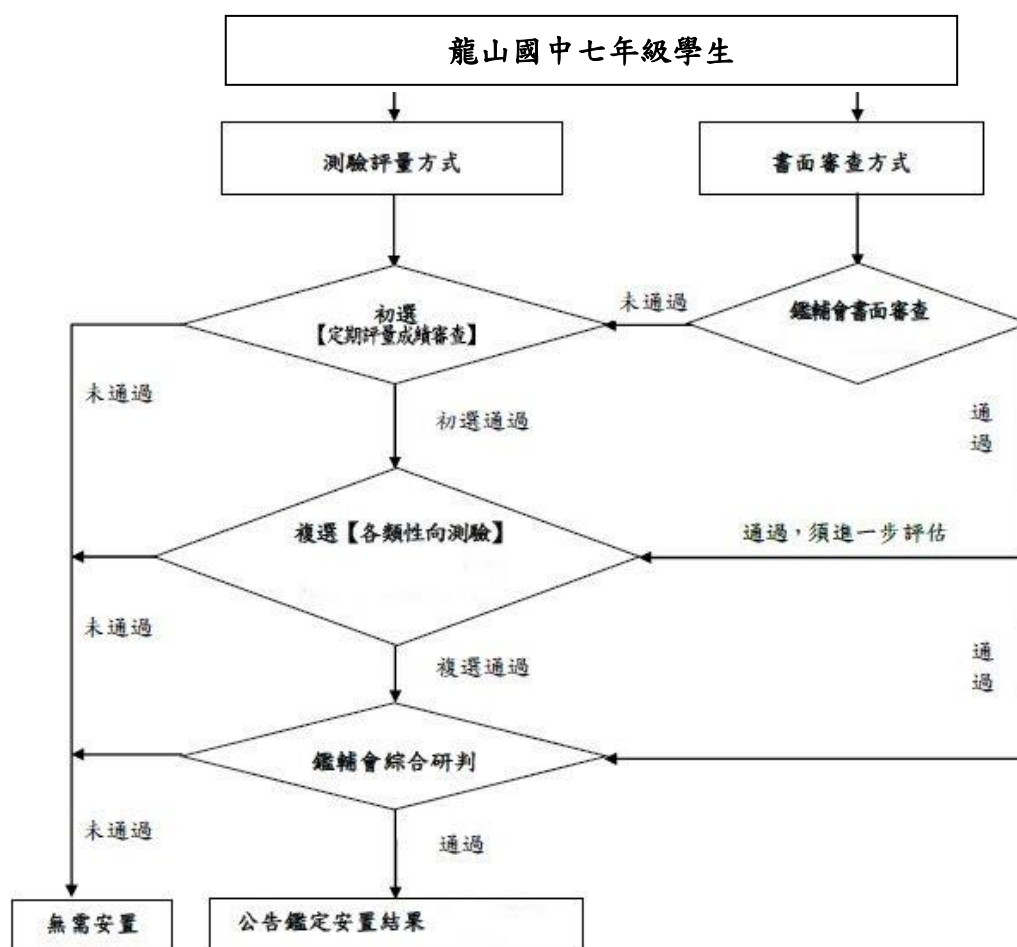 龍山國中七年級學生
測驗評量方式
書面審查方式
初選
【定期評量成績審查】
未通過
鑑輔會書面審查
未通過
初選通過
通
過
複選【各類性向測驗】
通過，須進一步評估
未通過
複選通過
通
過
鑑輔會綜合研判
未通過
通過
無需安置
公告鑑定安置結果